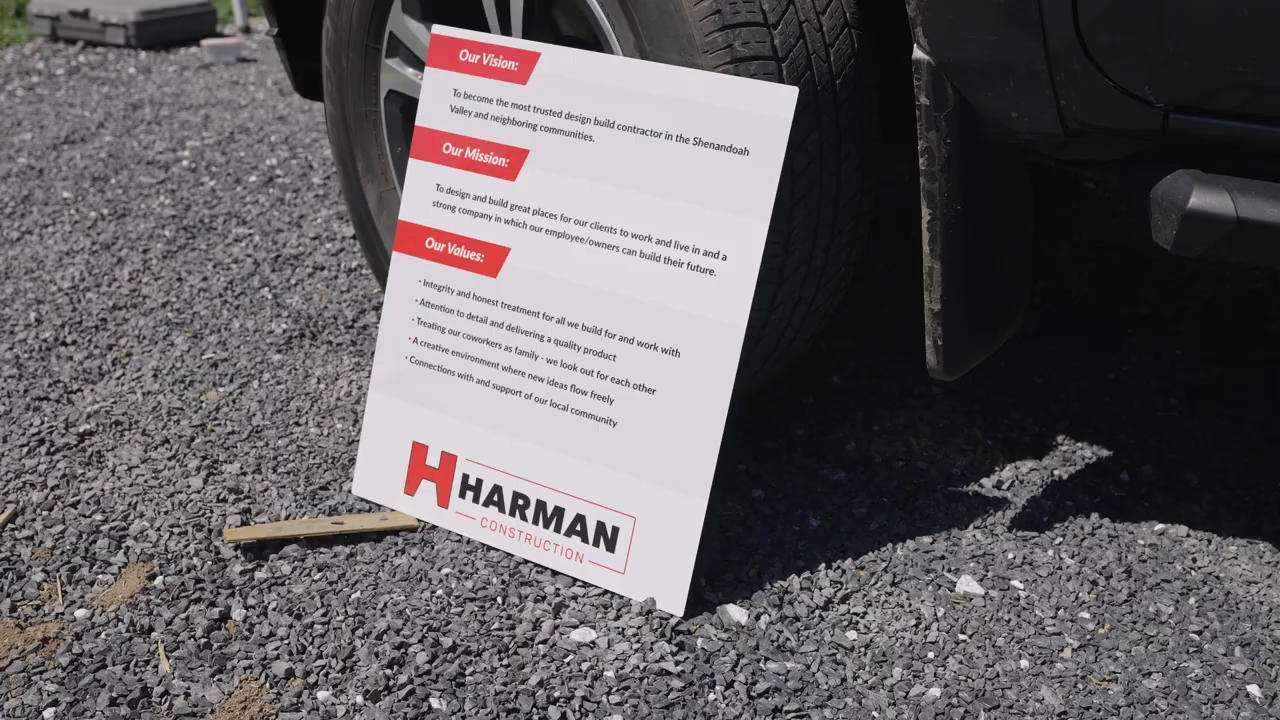 Our Vision:
To become the most trusted design build contractor in the Shenandoah
Valley and neighboring communities.
Our Mission:
To design and build great places for our clients to work and live in and a
strong company in which our employee/owners can build their future.
Our Values:
· Integrity and honest treatment for all we build for and work with
· Attention to detail and delivering a quality product
· Treating our coworkers as family - we look out for each other
· A creative environment where new ideas flow freely
· Connections with and support of our local community
H HARMAN
CONSTRUCTION